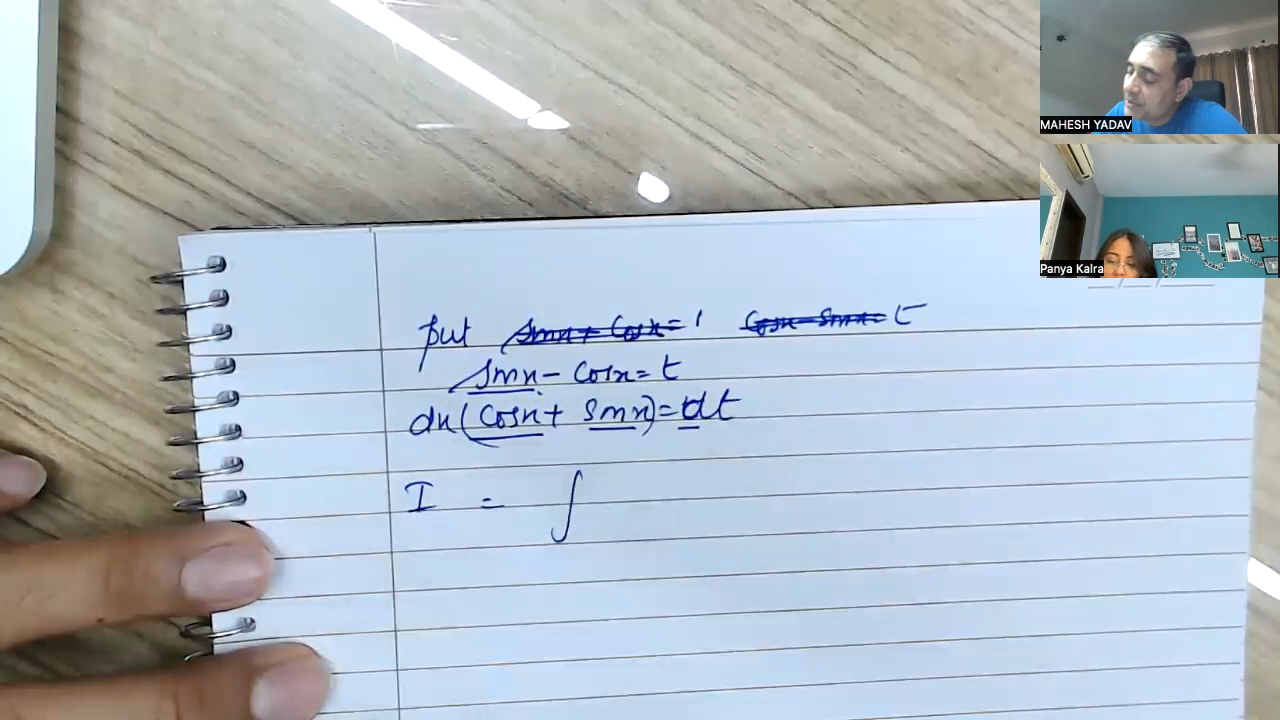 put sinx + cosx = 1 cosx - sinx = t
sinx - cosx = t
dx (cosx + sinx) = dt
I = ∫
MAHESH YADAV
Panya Kalra